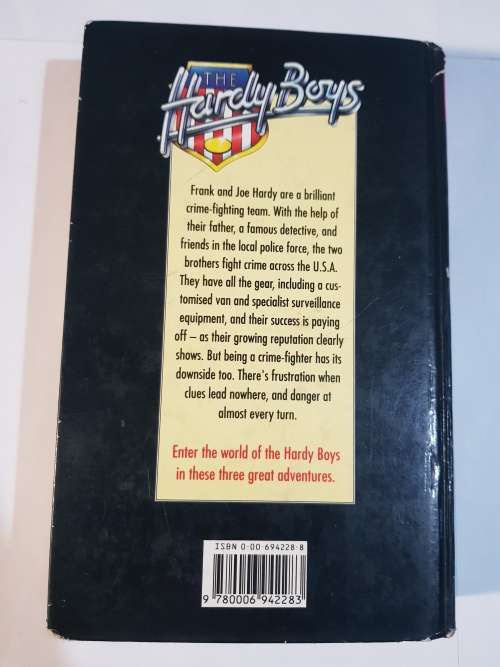 THE
Hardy Boys
Frank and Joe Hardy are a brilliant
crime-fighting team. With the help of
their father, a famous detective, and
friends in the local police force, the two
brothers fight crime across the U.S.A.
They have all the gear, including a cus-
tomised van and specialist surveillance
equipment, and their success is paying
off – as their growing reputation clearly
shows. But being a crime-fighter has its
downside too. There's frustration when
clues lead nowhere, and danger at
almost every turn.
Enter the world of the Hardy Boys
in these three great adventures.
ISBN 0-00-694228-8
9 780006 942283